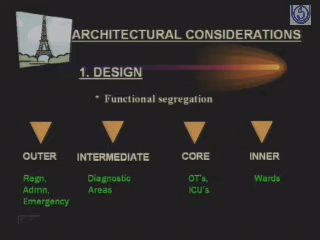 ARCHITECTURAL CONSIDERATIONS
1. DESIGN
* Functional segregation
OUTER INTERMEDIATE CORE INNER
Regn, Diagnostic OT's, Wards
Admn, Areas ICU's
Emergency